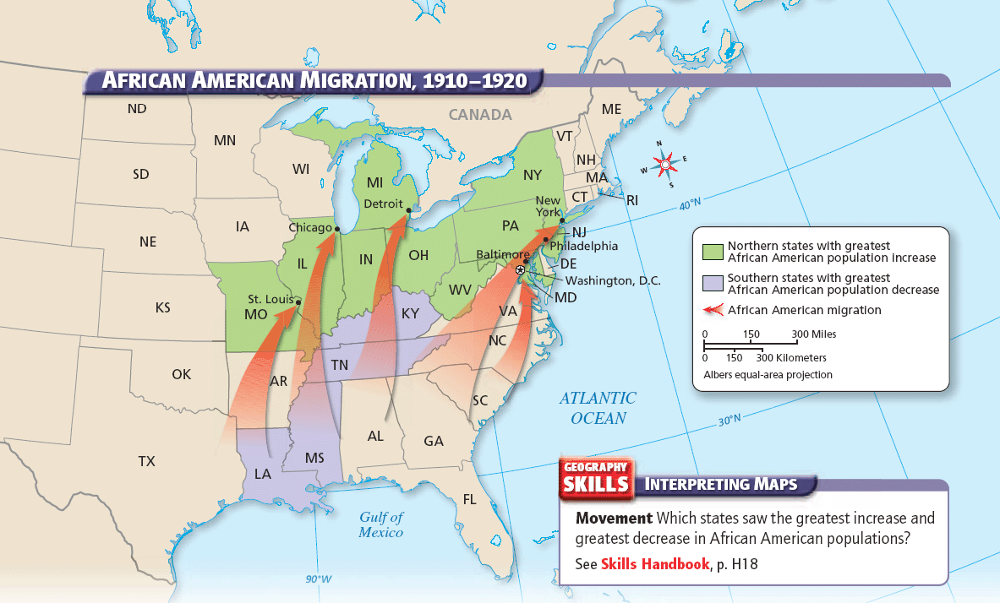 AFRICAN AMERICAN MIGRATION, 1910–1920
CANADA
ND
MN
ME
VT
WI
NH
SD
MI
NY
MA
N
W E
S
CT
RI
Detroit
New
York
40°N
IA
Chicago
PA
NJ
NE
Philadelphia
IL
IN
OH
Baltimore
DE
Washington, D.C.
WV
MD
St. Louis
KS
MO
KY
VA
NC
TN
OK
AR
SC
ATLANTIC
OCEAN
30°N
AL
GA
TX
MS
LA
FL
Gulf of
Mexico
90°W
Northern states with greatest
African American population increase
Southern states with greatest
African American population decrease
African American migration
0 150 300 Miles
0 150 300 Kilometers
Albers equal-area projection
GEOGRAPHY
SKILLS
INTERPRETING MAPS
Movement Which states saw the greatest increase and
greatest decrease in African American populations?
See Skills Handbook, p. H18